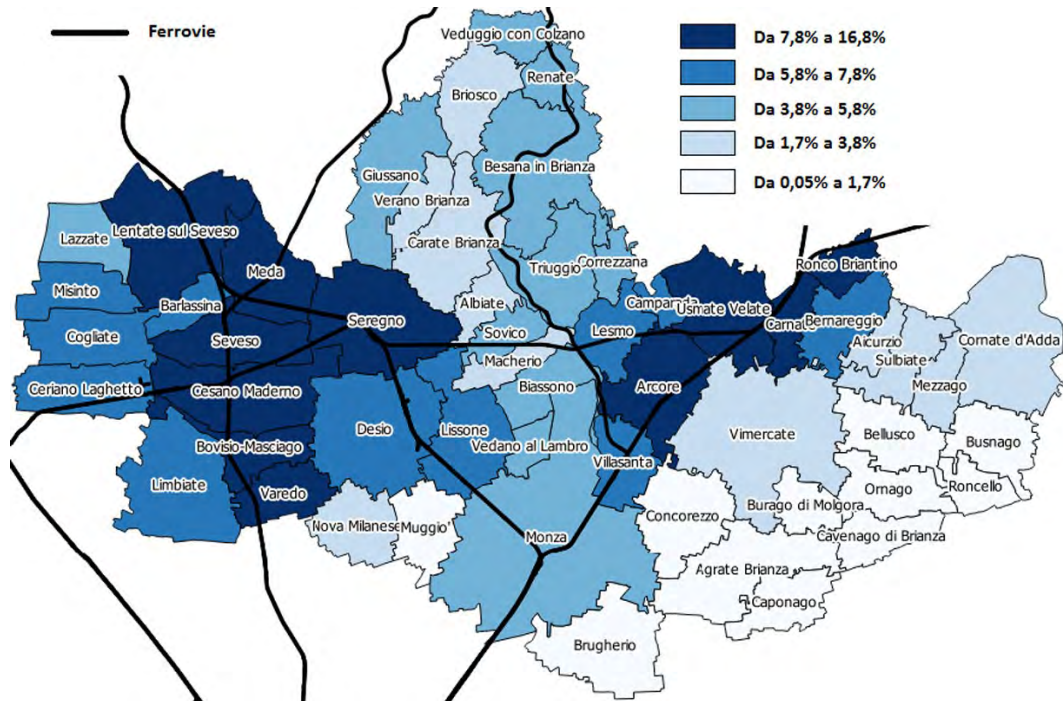 Ferrovie
Da 7,8% a 16,8%
Da 5,8% a 7,8%
Da 3,8% a 5,8%
Da 1,7% a 3,8%
Da 0,05% a 1,7%
Veduggio con Colzano
Renate
Briosco
Besana in Brianza
Giussano
Verano Brianza
Carate Brianza
Triuggio
Correzzana
Lentate sul Seveso
Lazzate
Meda
Misinto
Barlassina
Ronco Briantino
Usmate Velate
Albiate
Seregno
Sovico
Lesmo
Bernareggio
Cogliate
Seveso
Aicurzio
Cornate d'Adda
Sulbiate
Macherio
Ceriano Laghetto
Cesano Maderno
Biassono
Arcore
Mezzago
Desio
Lissone
Vedano al Lambro
Vimercate
Bellusco
Busnago
Bovisio-Masciago
Villasanta
Limbiate
Varedo
Ornago
Roncello
Burago di Molgora
Nova Milanese
Muggio'
Concorezzo
Cavenago di Brianza
Monza
Agrate Brianza
Caponago
Brugherio